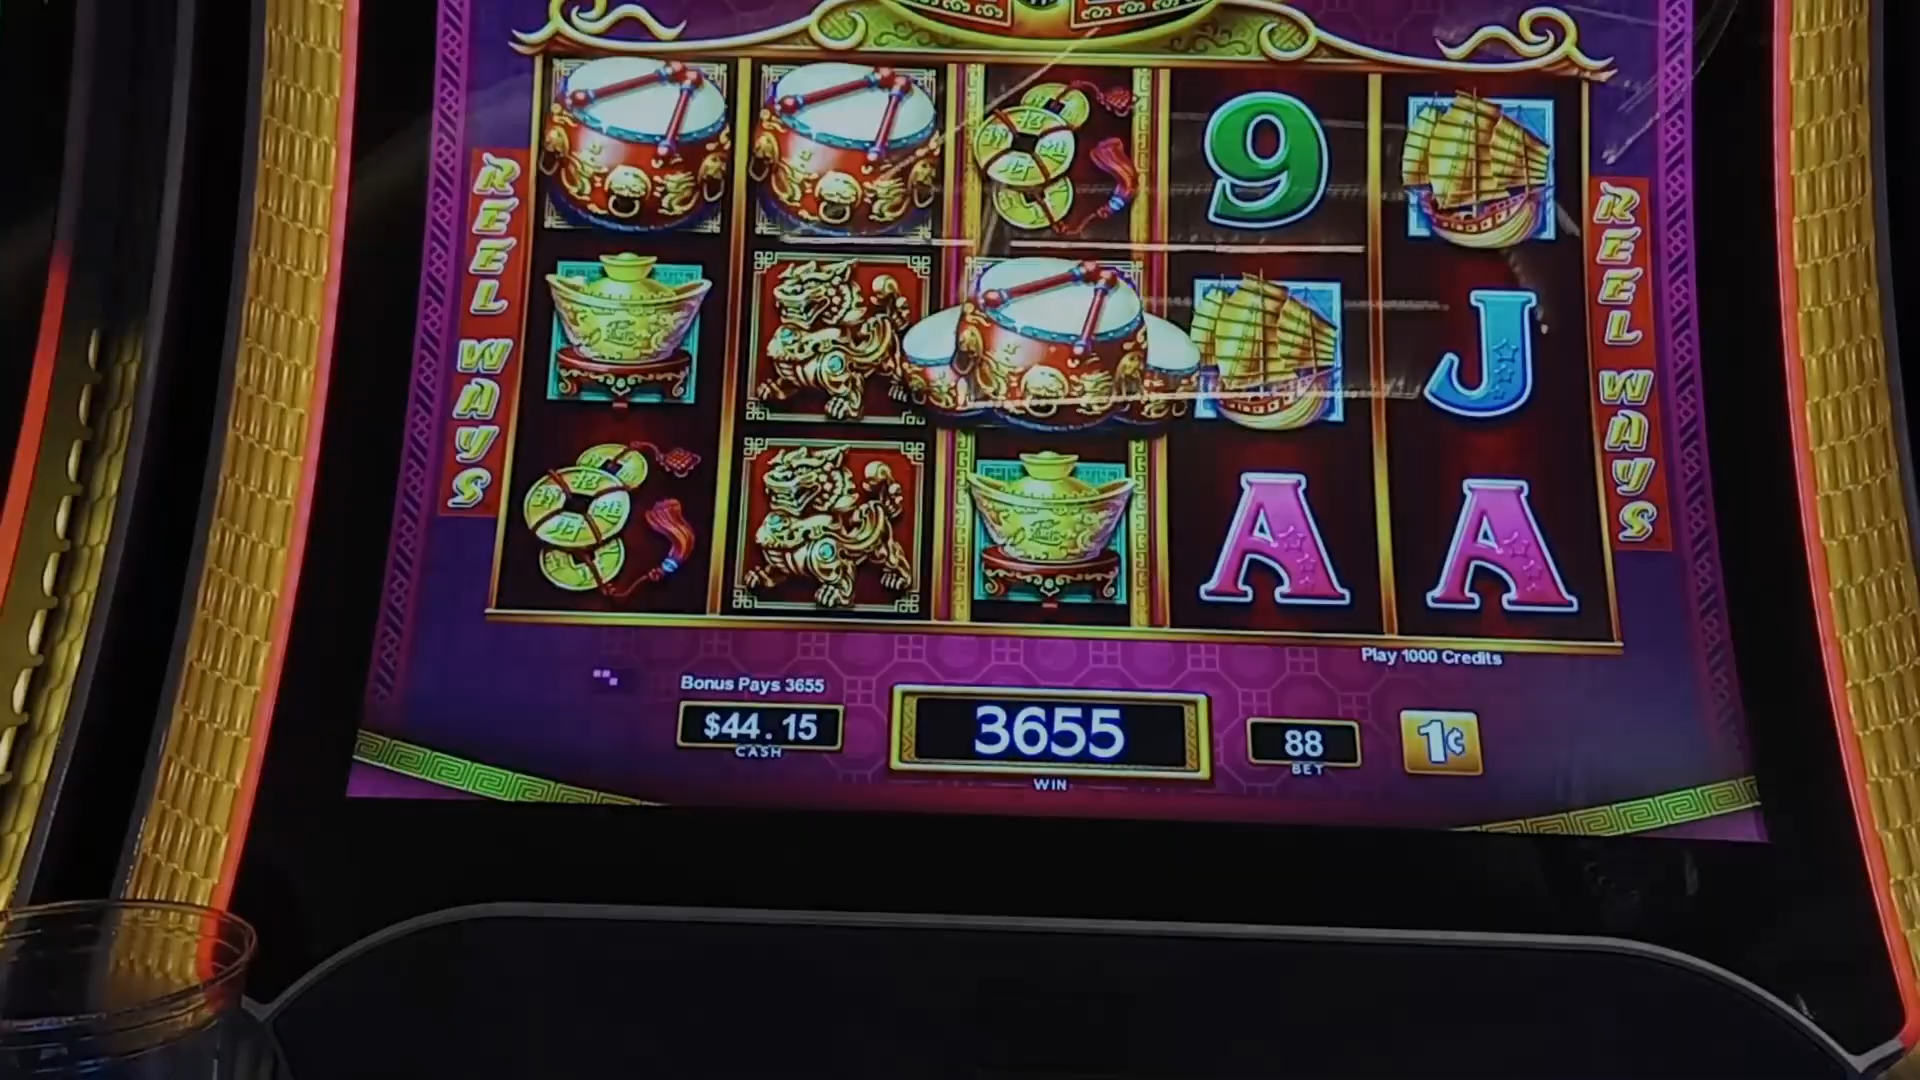 REEL WAYS
REEL WAYS
9
J
A
A
Play 1000 Credits
Bonus Pays 3655
$44.15
CASH
3655
WIN
88
BET
1¢